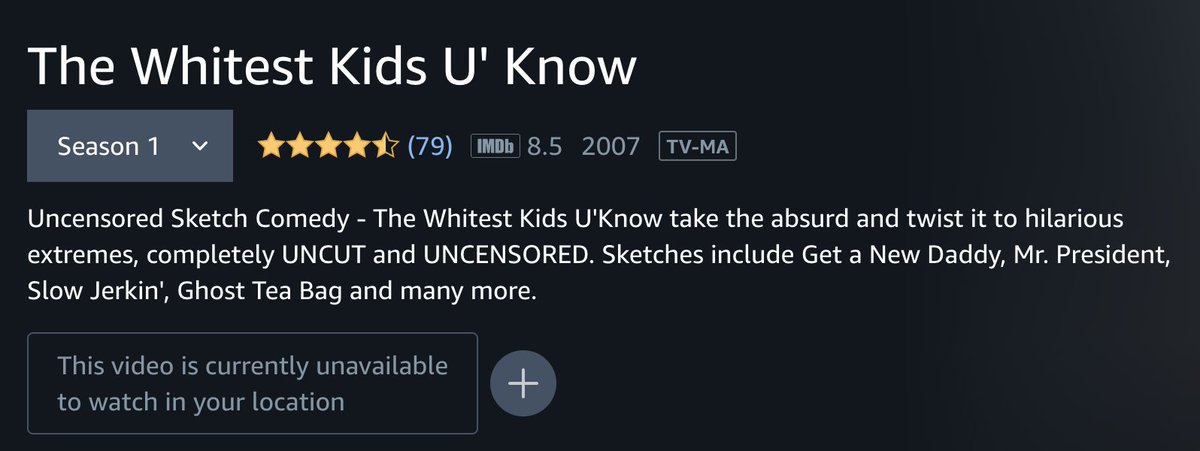 The Whitest Kids U' Know
Season 1 (79) IMDb 8.5 2007 TV-MA
Uncensored Sketch Comedy - The Whitest Kids U'Know take the absurd and twist it to hilarious
extremes, completely UNCUT and UNCENSORED. Sketches include Get a New Daddy, Mr. President,
Slow Jerkin', Ghost Tea Bag and many more.
This video is currently unavailable
to watch in your location